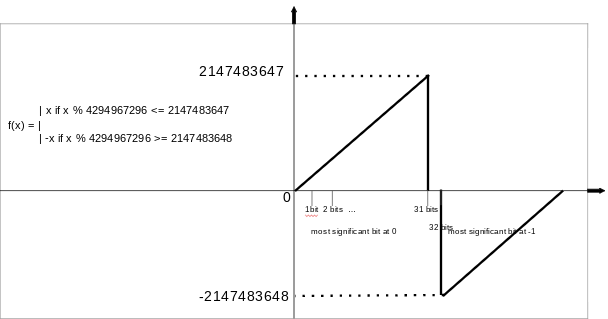 2147483647
| x if x % 4294967296 <= 2147483647
f(x) = |
| -x if x % 4294967296 >= 2147483648
0
1bit 2 bits ... 31 bits
32 bits
most significant bit at 0 most significant bit at -1
-2147483648